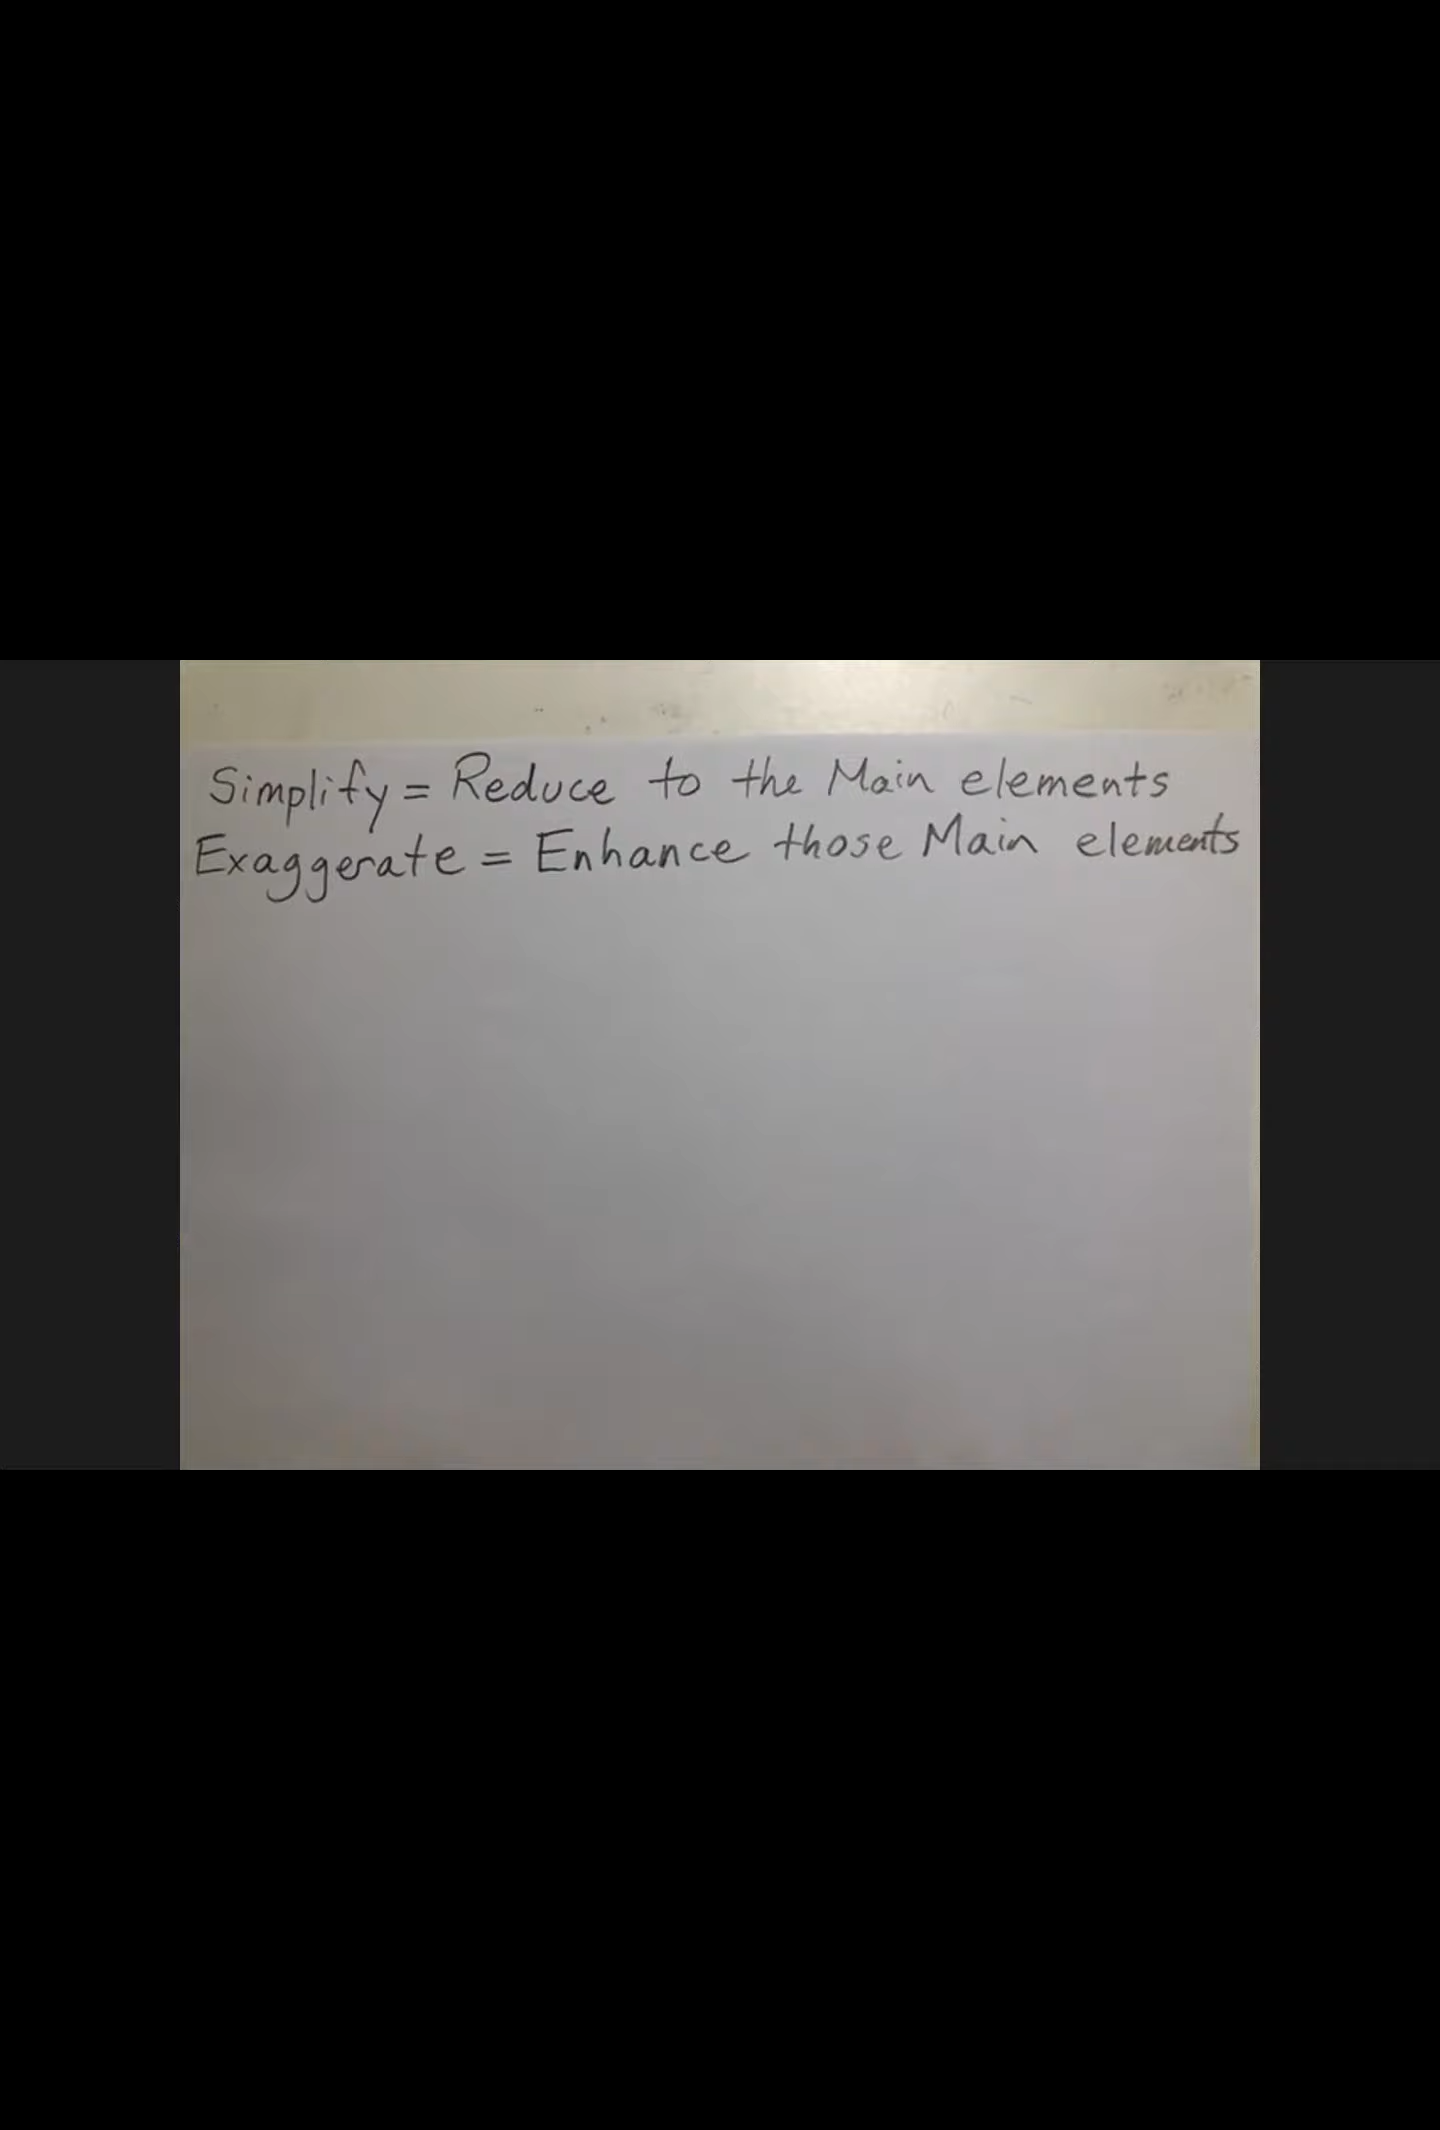 Simplify = Reduce to the Main elements
Exaggerate = Enhance those Main elements